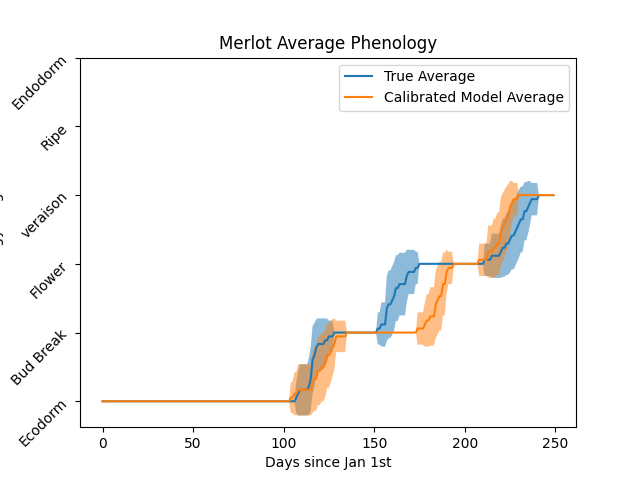 Merlot Average Phenology
True Average
Calibrated Model Average
Endodorm
Ripe
veraison
Flower
Bud Break
Ecodorm
0 50 100 150 200 250
Days since Jan 1st